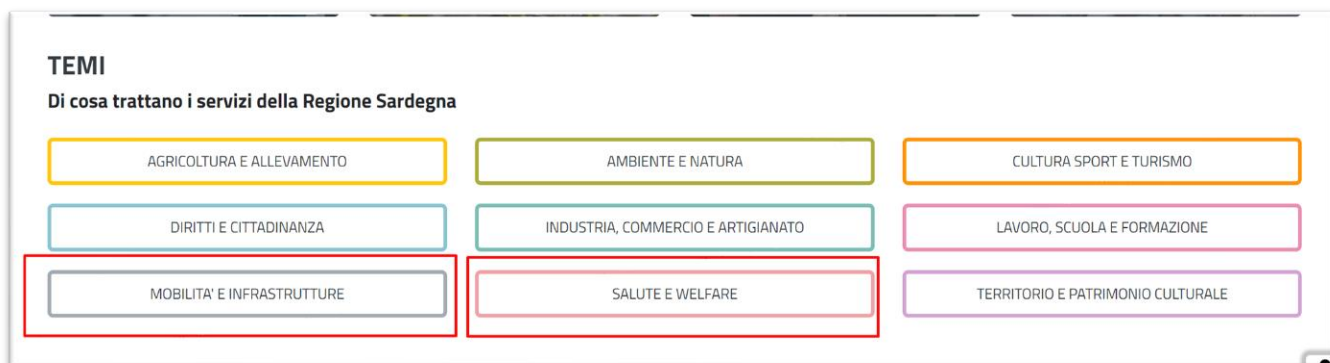 TEMI
Di cosa trattano i servizi della Regione Sardegna
AGRICOLTURA E ALLEVAMENTO
AMBIENTE E NATURA
CULTURA SPORT E TURISMO
DIRITTI E CITTADINANZA
INDUSTRIA, COMMERCIO E ARTIGIANATO
LAVORO, SCUOLA E FORMAZIONE
MOBILITA' E INFRASTRUTTURE
SALUTE E WELFARE
TERRITORIO E PATRIMONIO CULTURALE